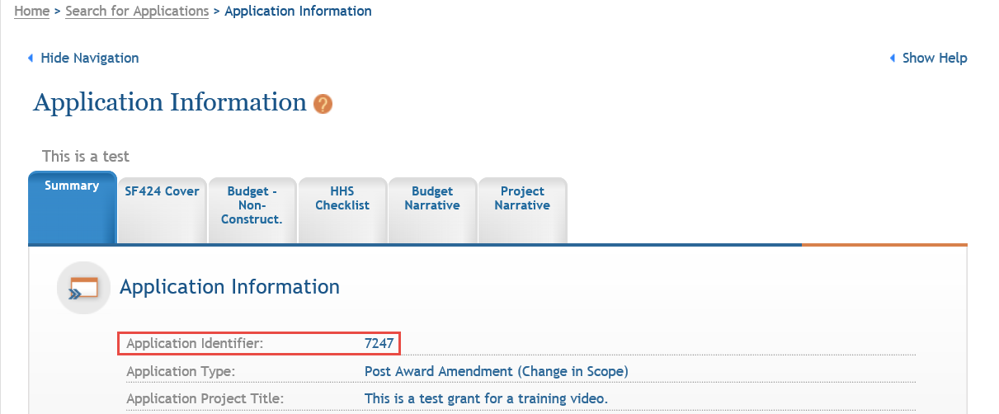 Home > Search for Applications > Application Information
Hide Navigation
Show Help
Application Information ?
This is a test
Summary
SF424 Cover
Budget -
Non-
Construct.
HHS
Checklist
Budget
Narrative
Project
Narrative
Application Information
Application Identifier: 7247
Application Type: Post Award Amendment (Change in Scope)
Application Project Title: This is a test grant for a training video.